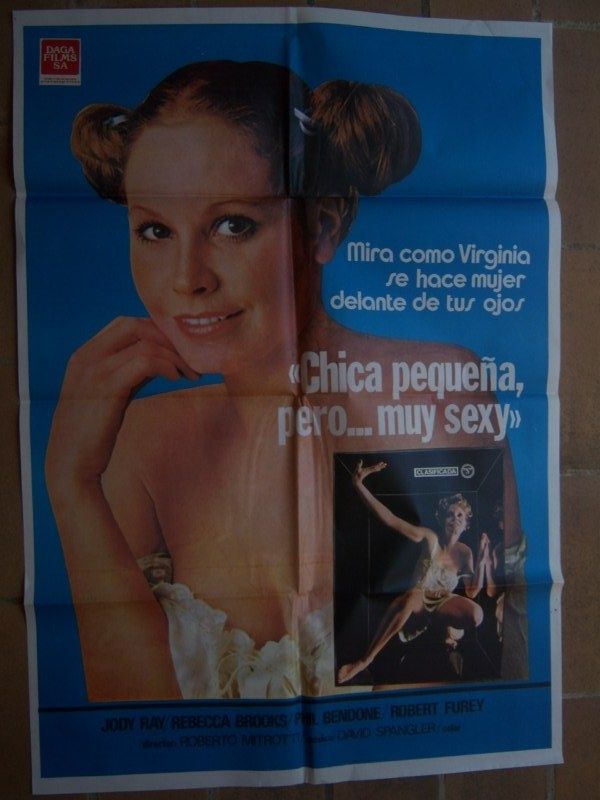 DAGA
FILMS
SA
Mira como Virginia
se hace mujer
delante de tus ojos
«Chica pequeña,
pero... muy sexy»
CLASIFICADA "S"
JODY RAY / REBECCA BROOKS / PHIL BENDONE / ROBERT FUREY
director: ROBERTO MITROTTI / música: DAVID SPANGLER / color